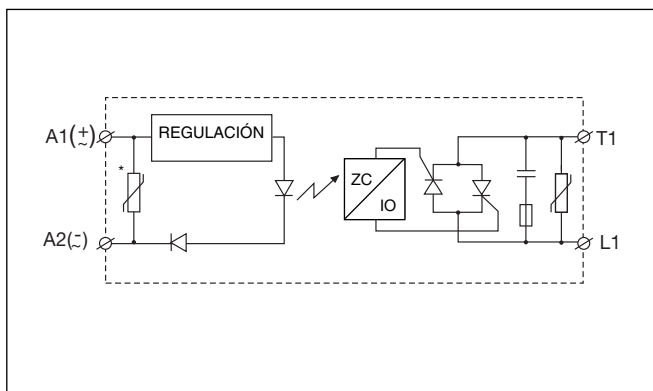 A1(+~)
REGULACIÓN
T1
*
ZC
IO
A2(-~)
L1